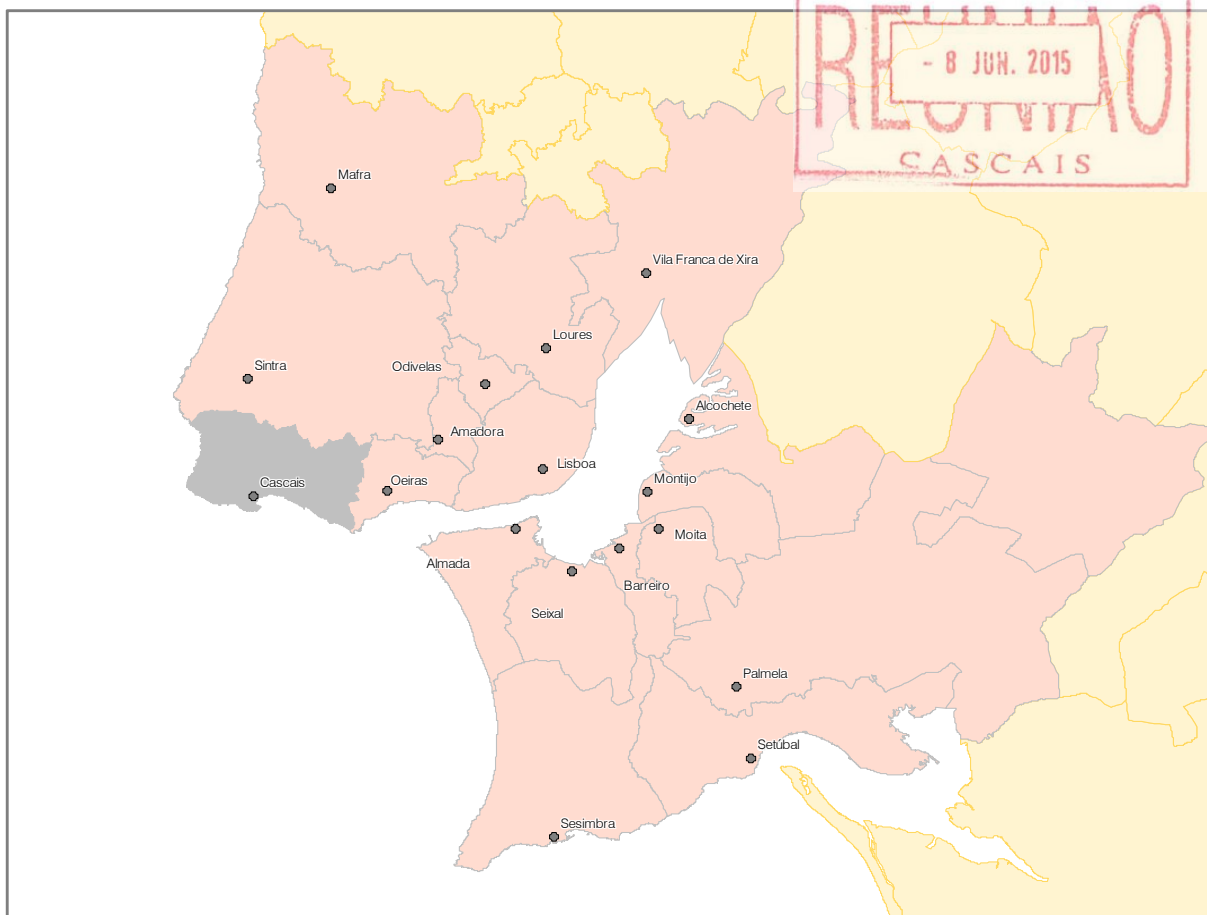 REUNIÃO
- 8 JUN. 2015
CASCAIS
Mafra
Vila Franca de Xira
Loures
Sintra
Odivelas
Alcochete
Amadora
Lisboa
Cascais
Oeiras
Montijo
Moita
Almada
Barreiro
Seixal
Palmela
Setúbal
Sesimbra